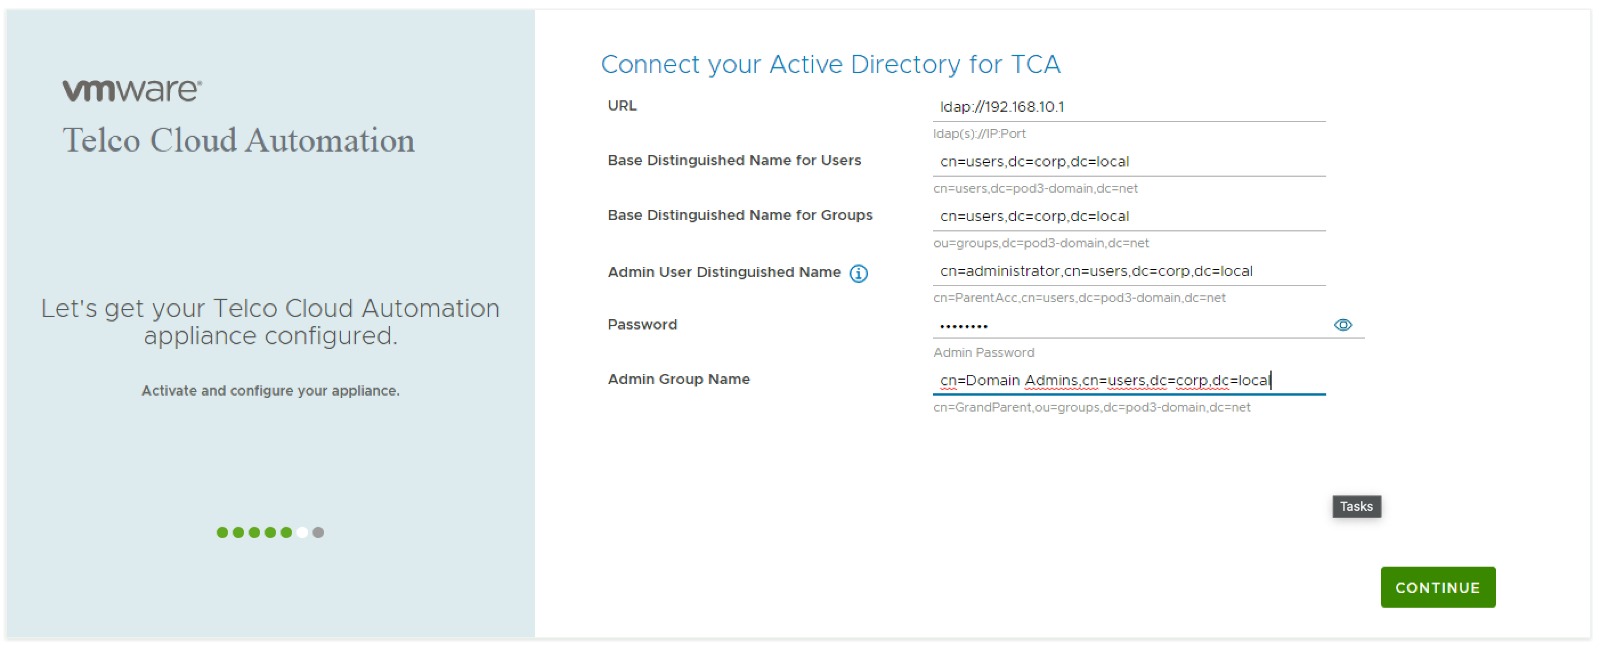 vmware®
Telco Cloud Automation
Let's get your Telco Cloud Automation
appliance configured.
Activate and configure your appliance.
Connect your Active Directory for TCA
URL
ldap://192.168.10.1
ldap(s)://IP:Port
Base Distinguished Name for Users
cn=users,dc=corp,dc=local
cn=users,dc=pod3-domain,dc=net
Base Distinguished Name for Groups
cn=users,dc=corp,dc=local
ou=groups,dc=pod3-domain,dc=net
Admin User Distinguished Name
cn=administrator,cn=users,dc=corp,dc=local
cn=ParentAcc,cn=users,dc=pod3-domain,dc=net
Password
••••••••
Admin Password
Admin Group Name
cn=Domain Admins,cn=users,dc=corp,dc=local
cn=GrandParent,ou=groups,dc=pod3-domain,dc=net
Tasks
CONTINUE